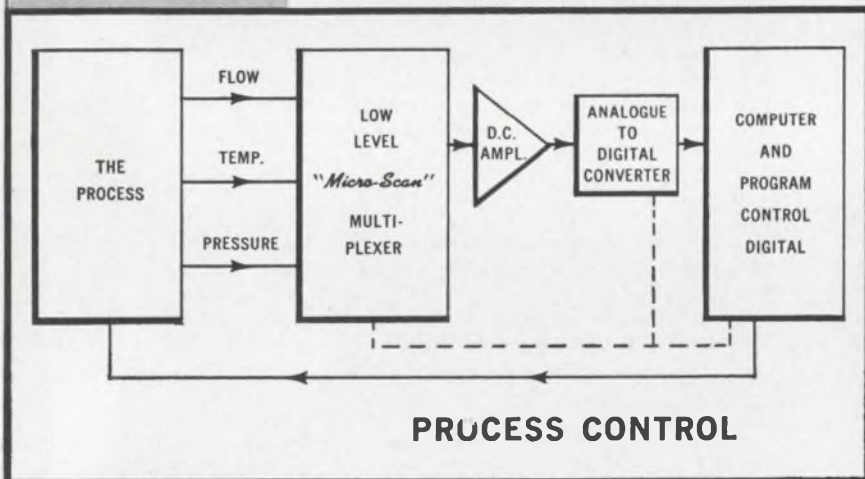 THE
PROCESS
FLOW
TEMP.
PRESSURE
LOW
LEVEL
"Micro-Scan"
MULTI-
PLEXER
D.C.
AMPL.
ANALOGUE
TO
DIGITAL
CONVERTER
COMPUTER
AND
PROGRAM
CONTROL
DIGITAL
PROCESS CONTROL